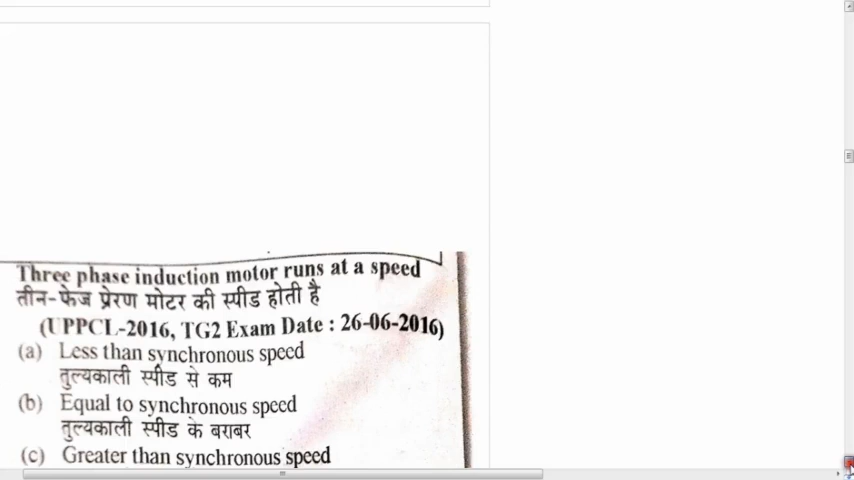 Three phase induction motor runs at a speed
तीन-फेज प्रेरण मोटर की स्पीड होती है
(UPPCL-2016, TG2 Exam Date : 26-06-2016)
(a) Less than synchronous speed
तुल्यकाली स्पीड से कम
(b) Equal to synchronous speed
तुल्यकाली स्पीड के बराबर
(c) Greater than synchronous speed